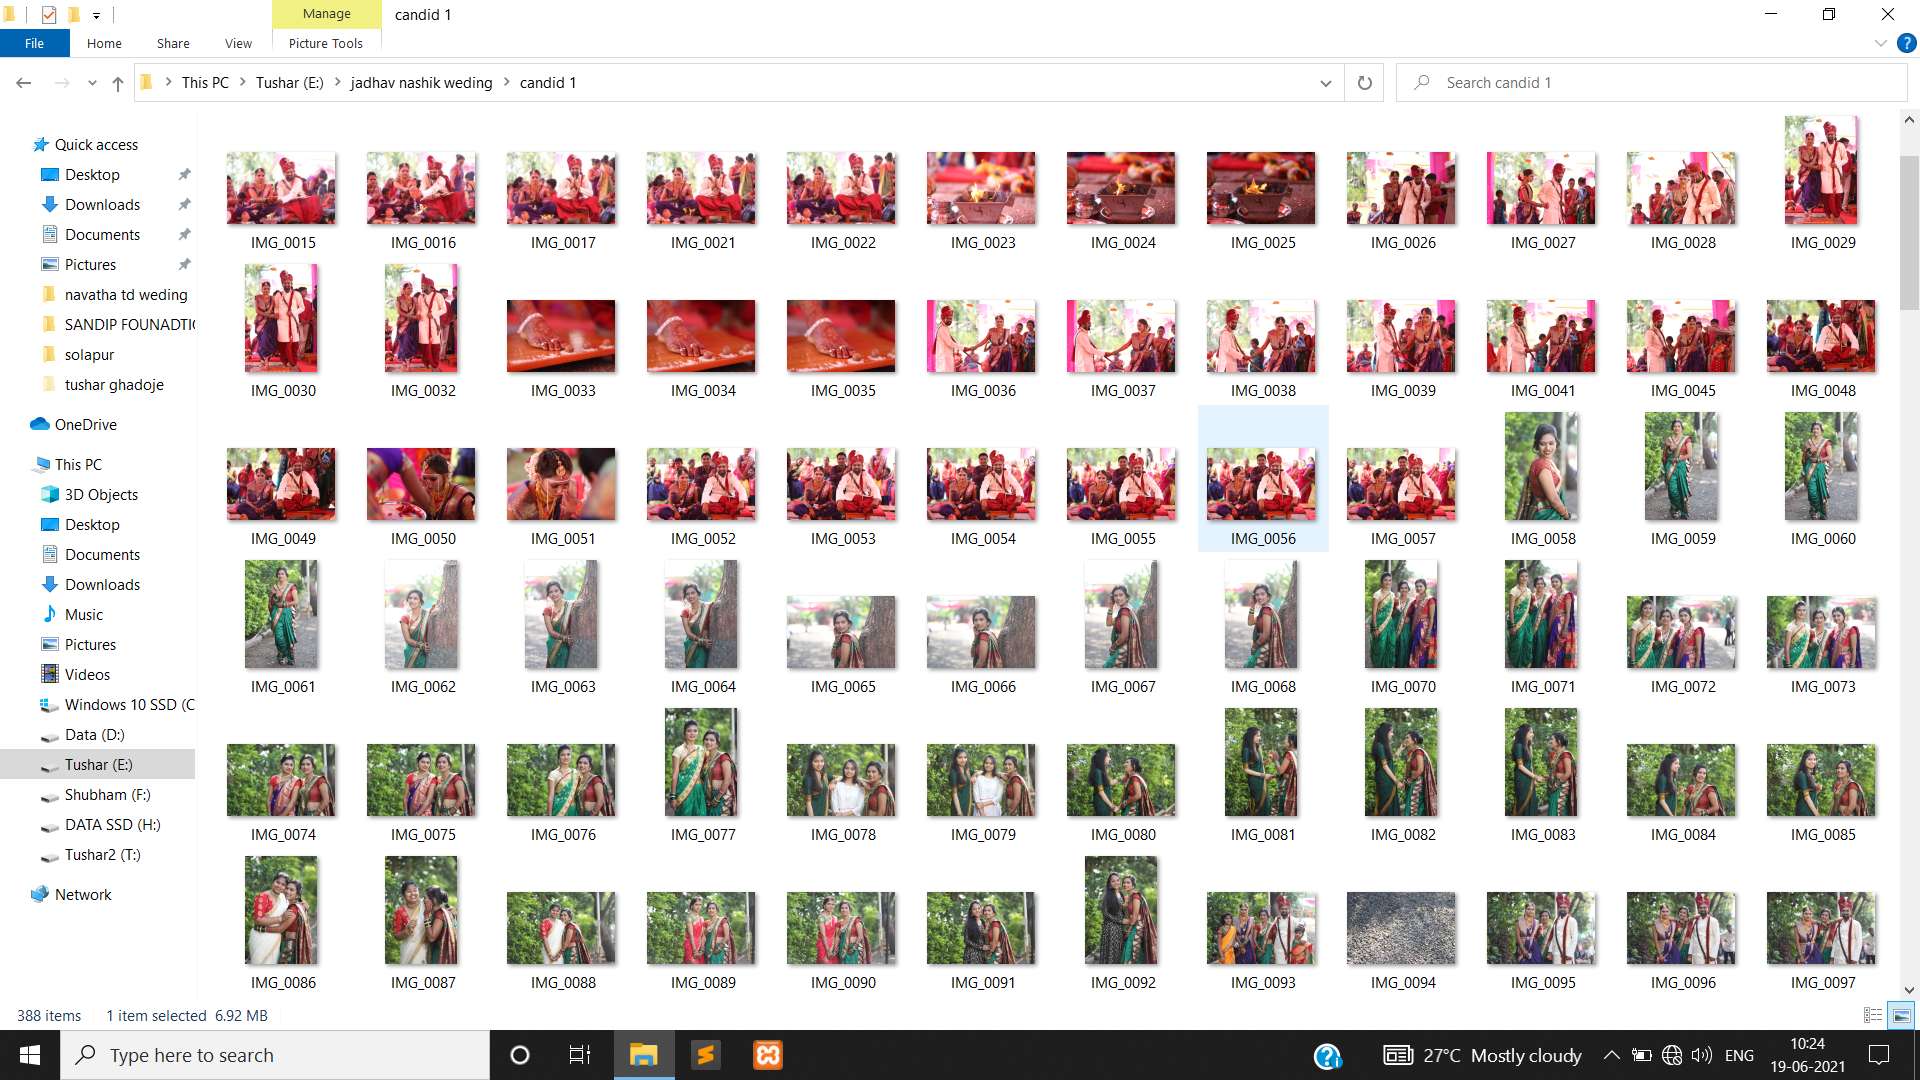 Manage
candid 1
File
Home
Share
View
Picture Tools
This PC
Tushar (E:)
jadhav nashik weding
candid 1
Search candid 1
Quick access
Desktop
Downloads
Documents
Pictures
navatha td weding
SANDIP FOUNADTI
solapur
tushar ghadoje
OneDrive
This PC
3D Objects
Desktop
Documents
Downloads
Music
Pictures
Videos
Windows 10 SSD (C
Data (D:)
Tushar (E:)
Shubham (F:)
DATA SSD (H:)
Tushar2 (T:)
Network
IMG_0015 IMG_0016 IMG_0017 IMG_0021 IMG_0022 IMG_0023 IMG_0024 IMG_0025 IMG_0026 IMG_0027 IMG_0028 IMG_0029
IMG_0030 IMG_0032 IMG_0033 IMG_0034 IMG_0035 IMG_0036 IMG_0037 IMG_0038 IMG_0039 IMG_0041 IMG_0045 IMG_0048
IMG_0049 IMG_0050 IMG_0051 IMG_0052 IMG_0053 IMG_0054 IMG_0055 IMG_0056 IMG_0057 IMG_0058 IMG_0059 IMG_0060
IMG_0061 IMG_0062 IMG_0063 IMG_0064 IMG_0065 IMG_0066 IMG_0067 IMG_0068 IMG_0070 IMG_0071 IMG_0072 IMG_0073
IMG_0074 IMG_0075 IMG_0076 IMG_0077 IMG_0078 IMG_0079 IMG_0080 IMG_0081 IMG_0082 IMG_0083 IMG_0084 IMG_0085
IMG_0086 IMG_0087 IMG_0088 IMG_0089 IMG_0090 IMG_0091 IMG_0092 IMG_0093 IMG_0094 IMG_0095 IMG_0096 IMG_0097
388 items 1 item selected 6.92 MB
Type here to search
27°C Mostly cloudy
ENG
10:24
19-06-2021